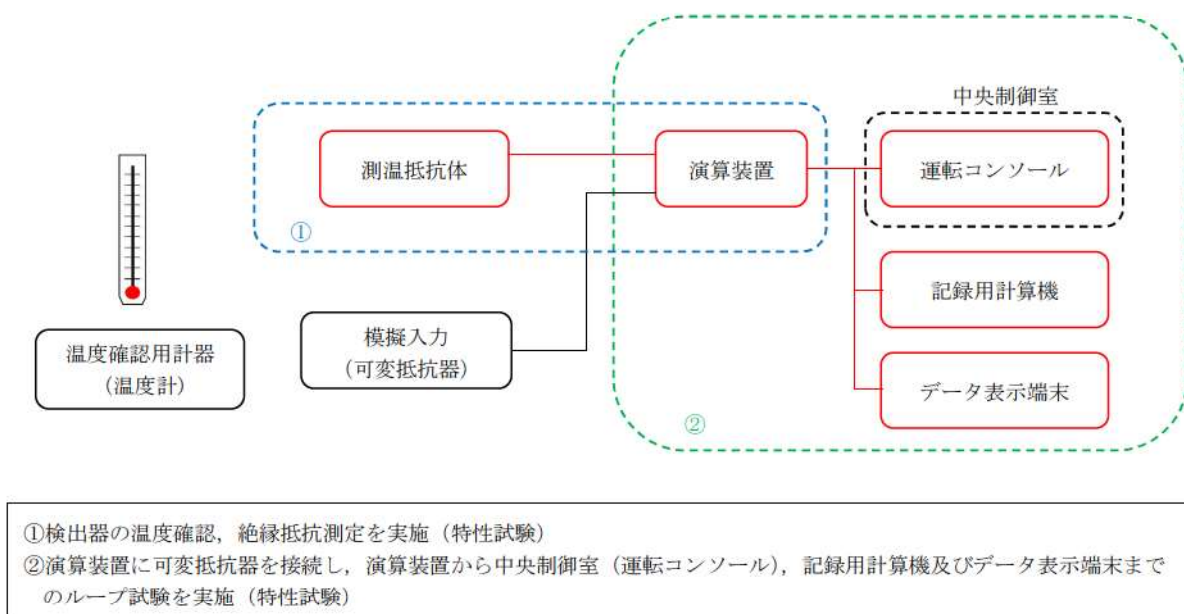 中央制御室
測温抵抗体
演算装置
運転コンソール
①
記録用計算機
模擬入力
(可変抵抗器)
温度確認用計器
(温度計)
データ表示端末
②
①検出器の温度確認，絶縁抵抗測定を実施（特性試験）
②演算装置に可変抵抗器を接続し，演算装置から中央制御室（運転コンソール），記録用計算機及びデータ表示端末まで
のループ試験を実施（特性試験）